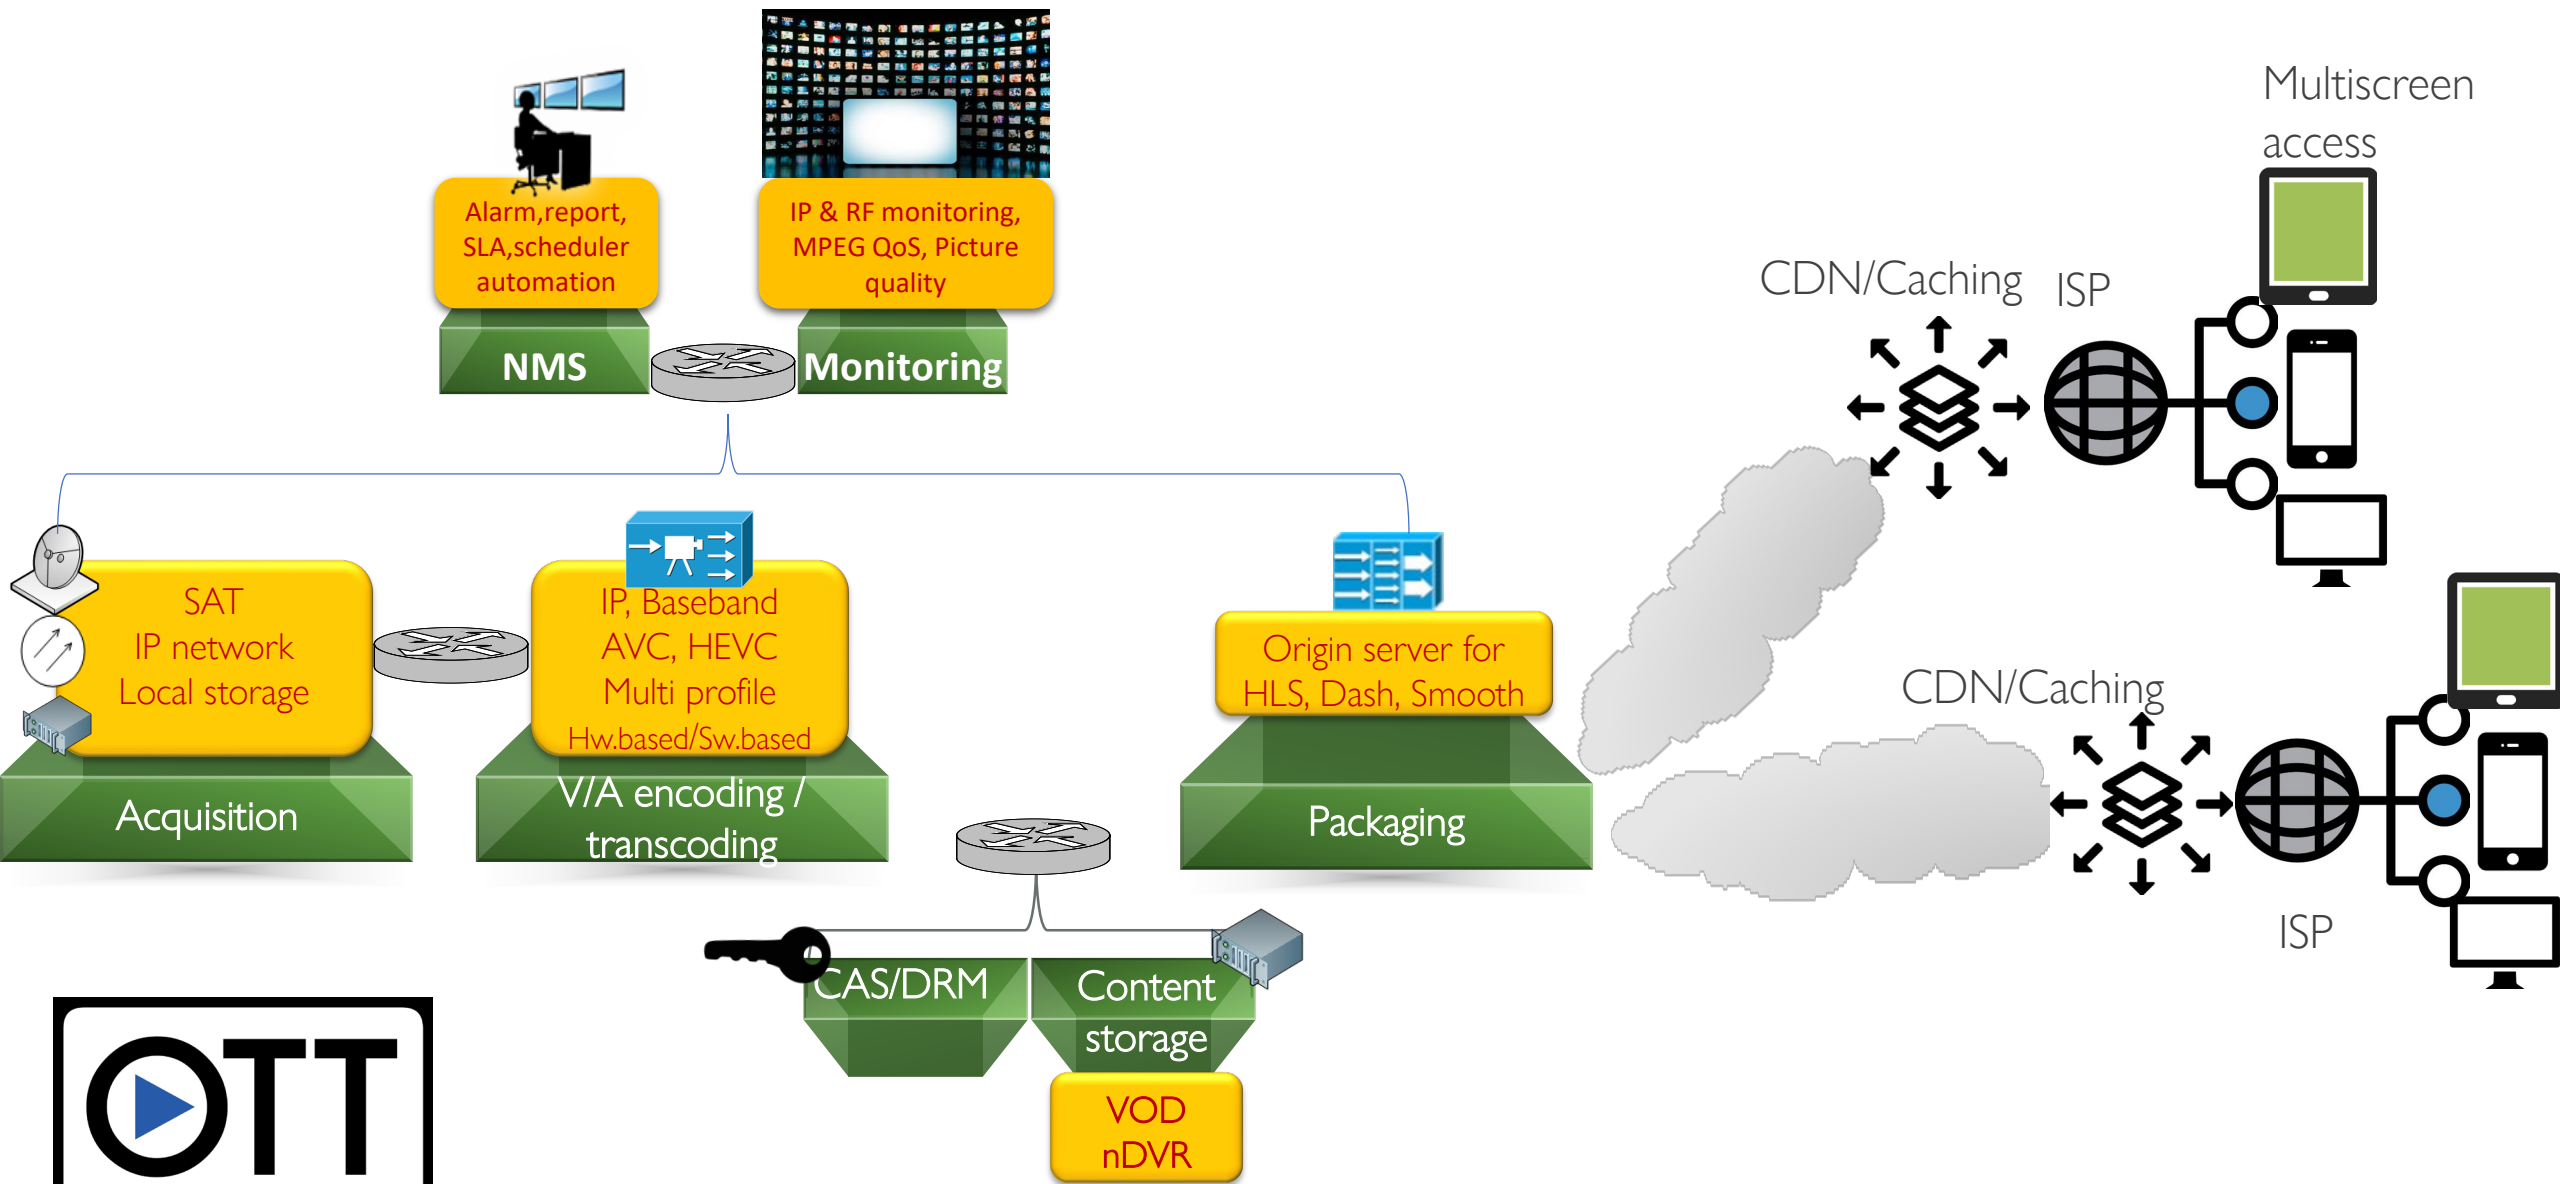 Alarm,report,
SLA,scheduler
automation
NMS
IP & RF monitoring,
MPEG QoS, Picture
quality
Monitoring
Multiscreen
access
CDN/Caching
ISP
SAT
IP network
Local storage
Acquisition
IP, Baseband
AVC, HEVC
Multi profile
Hw.based/Sw.based
V/A encoding /
transcoding
Origin server for
HLS, Dash, Smooth
Packaging
CDN/Caching
ISP
CAS/DRM
Content
storage
VOD
nDVR
OTT